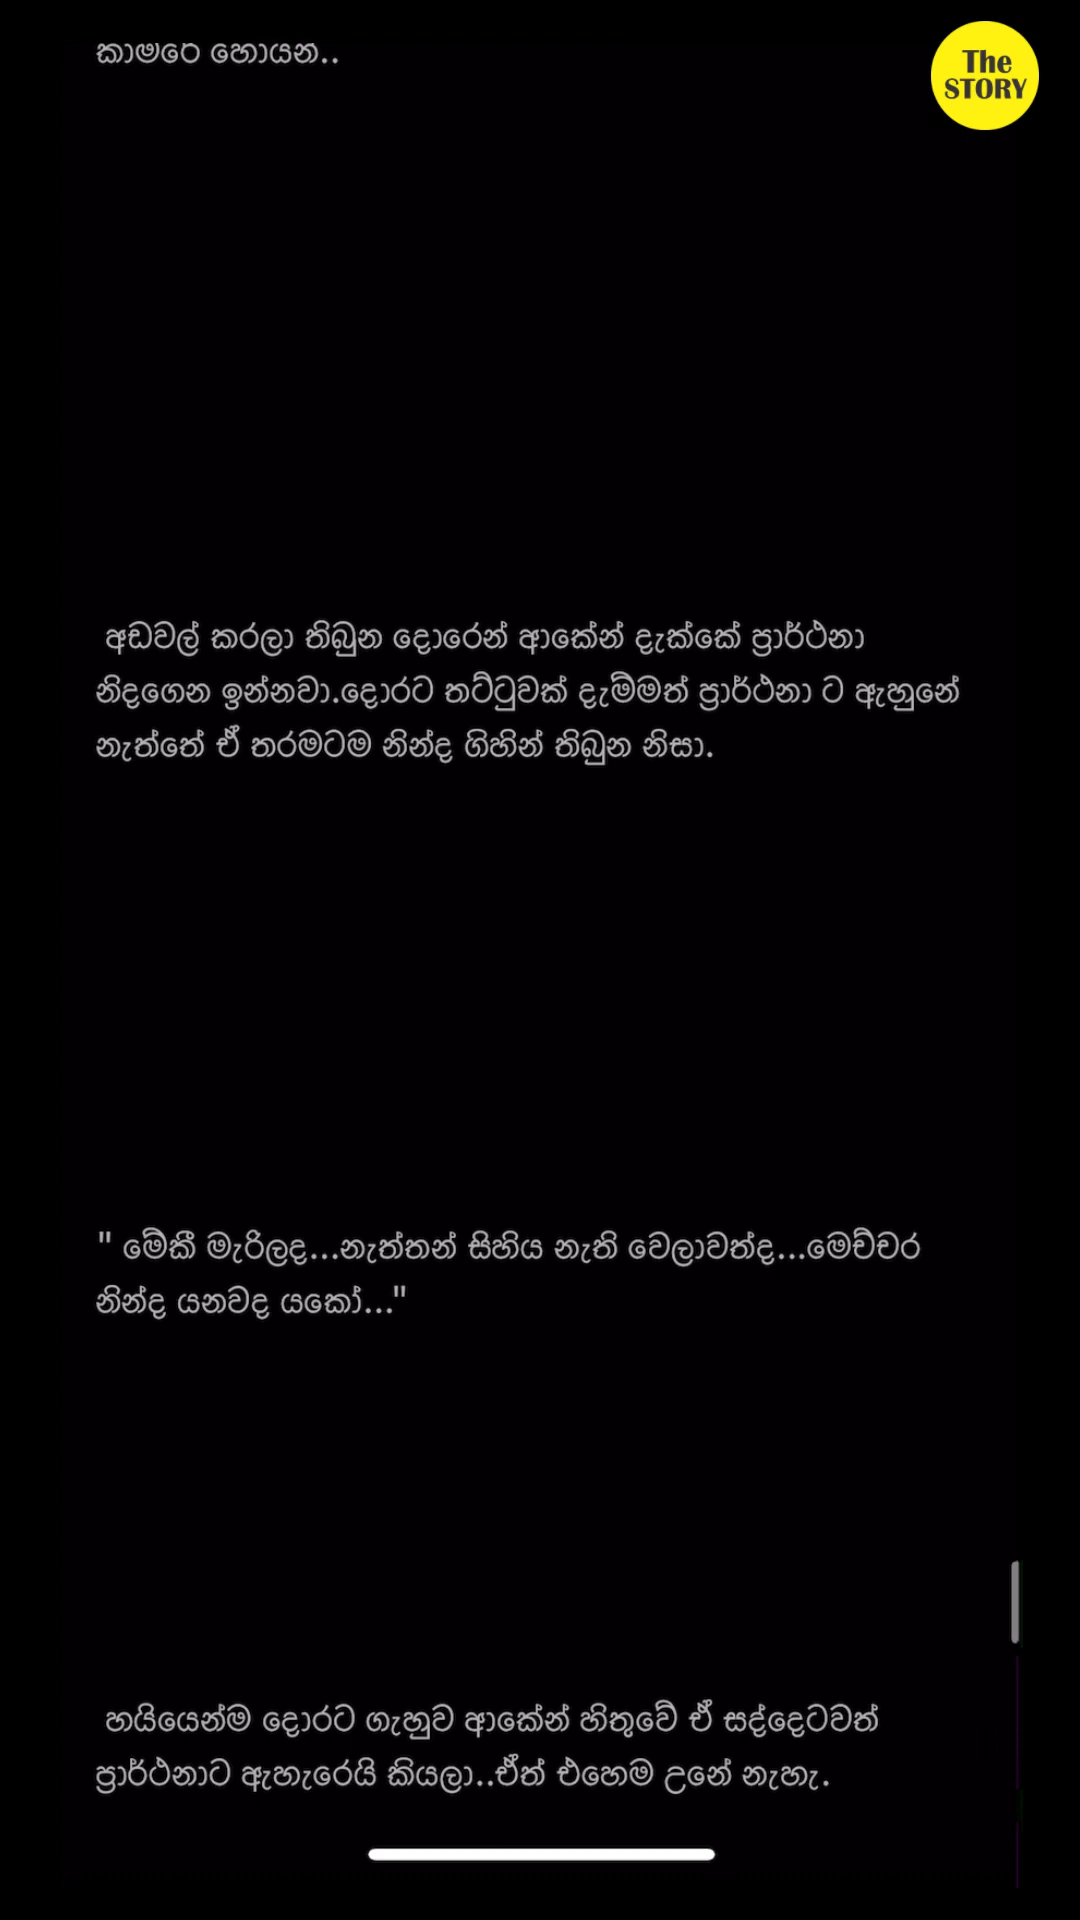 කාමරේ හොයන්..
The
STORY
අඩවල් කරලා තිබුන දොරෙන් ආකේන් දැක්කේ ප්‍රාර්ථනා
නිදගෙන ඉන්නවා.දොරට තට්ටුවක් දැම්මත් ප්‍රාර්ථනා ට ඇහුනේ
නැත්තේ ඒ තරමටම නින්ද ගිහින් තිබුන නිසා.
" මේකී මැරිලද...නැත්තන් සිහිය නැති වෙලාවත්ද...මෙච්චර
නින්ද යනවද යකෝ..."
හයියෙන්ම දොරට ගැහුව ආකේන් හිතුවේ ඒ සද්දෙටවත්
ප්‍රාර්ථනාට ඇහැරෙයි කියලා..ඒත් එහෙම උනේ නැහැ.